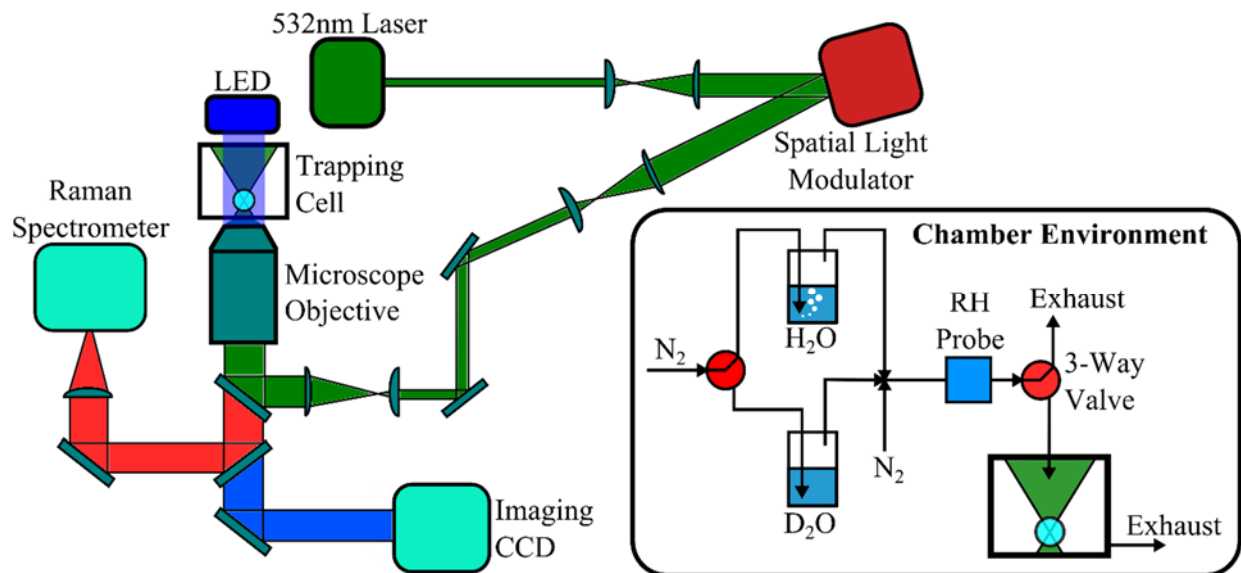 532nm Laser
LED
Trapping
Cell
Raman
Spectrometer
Microscope
Objective
Spatial Light
Modulator
Imaging
CCD
Chamber Environment
N₂
H₂O
D₂O
N₂
RH
Probe
Exhaust
3-Way
Valve
Exhaust